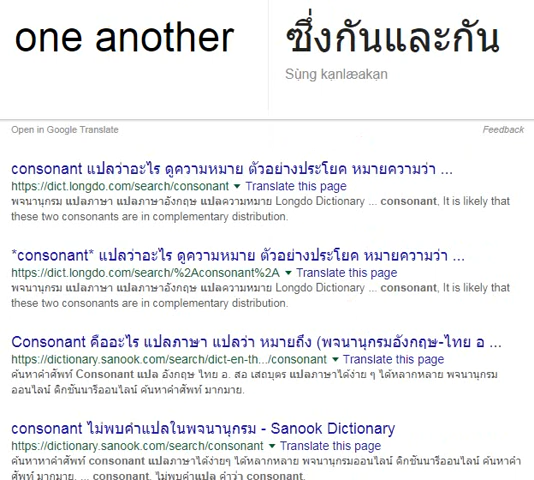 one another
ซึ่งกันและกัน
Sụ̀ng kạnlæakạn
Open in Google Translate
Feedback
consonant แปลว่าอะไร ดูความหมาย ตัวอย่างประโยค หมายความว่า ...
https://dict.longdo.com/search/consonant ▼ Translate this page
พจนานุกรม แปลภาษา แปลภาษาอังกฤษ แปลความหมาย Longdo Dictionary ... consonant, It is likely that
these two consonants are in complementary distribution.
*consonant* แปลว่าอะไร ดูความหมาย ตัวอย่างประโยค หมายความว่า ...
https://dict.longdo.com/search/%2Aconsonant%2A ▼ Translate this page
พจนานุกรม แปลภาษา แปลภาษาอังกฤษ แปลความหมาย Longdo Dictionary ... consonant, It is likely that
these two consonants are in complementary distribution.
Consonant คืออะไร แปลภาษา แปลว่า หมายถึง (พจนานุกรมอังกฤษ-ไทย อ ...
https://dictionary.sanook.com/search/dict-en-th.../consonant ▼ Translate this page
ค้นหาคำศัพท์ Consonant แปล อังกฤษ ไทย อ. สอ เสถบุตร แปลภาษาได้ง่าย ๆ ได้หลากหลาย พจนานุกรม
ออนไลน์ ดิกชันนารีออนไลน์ ค้นหาคำศัพท์ มากมาย.
consonant ไม่พบคำแปลในพจนานุกรม - Sanook Dictionary
https://dictionary.sanook.com/search/consonant ▼ Translate this page
ค้นหาหาคำศัพท์ consonant แปลภาษาได้ง่ายๆ ได้หลากหลาย พจนานุกรมออนไลน์ ดิกชันนารีออนไลน์ ค้นหาคำ
ศัพท์ มากมาย. ... consonant. ไม่พบคำแปล คำว่า consonant.